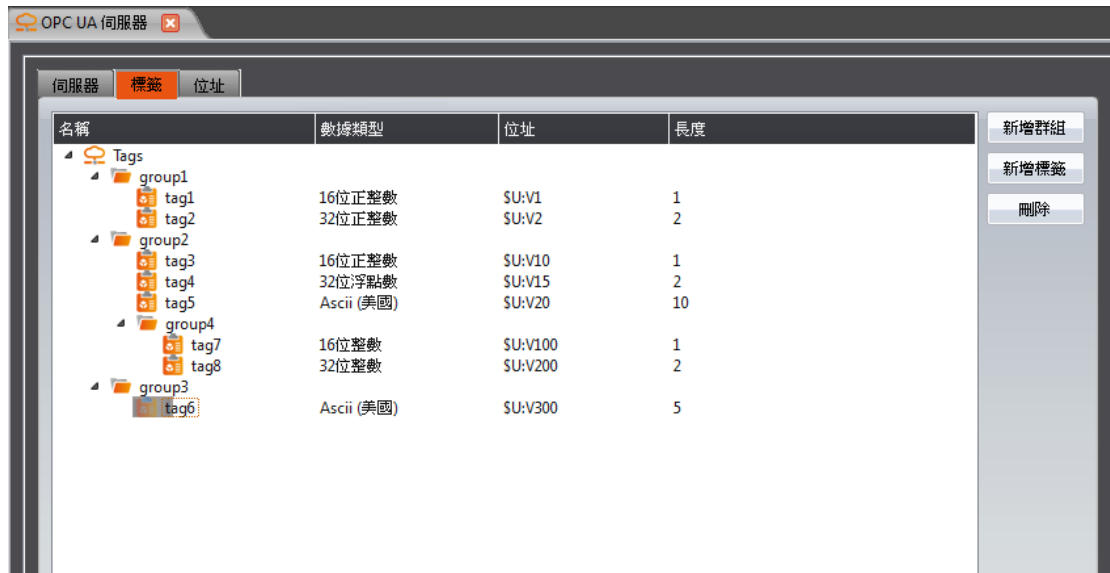 OPC UA 伺服器
伺服器 標籤 位址
名稱 數據類型 位址 長度
Tags
group1
tag1 16位正整數 $U:V1 1
tag2 32位正整數 $U:V2 2
group2
tag3 16位正整數 $U:V10 1
tag4 32位浮點數 $U:V15 2
tag5 Ascii (美國) $U:V20 10
group4
tag7 16位整數 $U:V100 1
tag8 32位整數 $U:V200 2
group3
tag6 Ascii (美國) $U:V300 5
新增群組
新增標籤
刪除